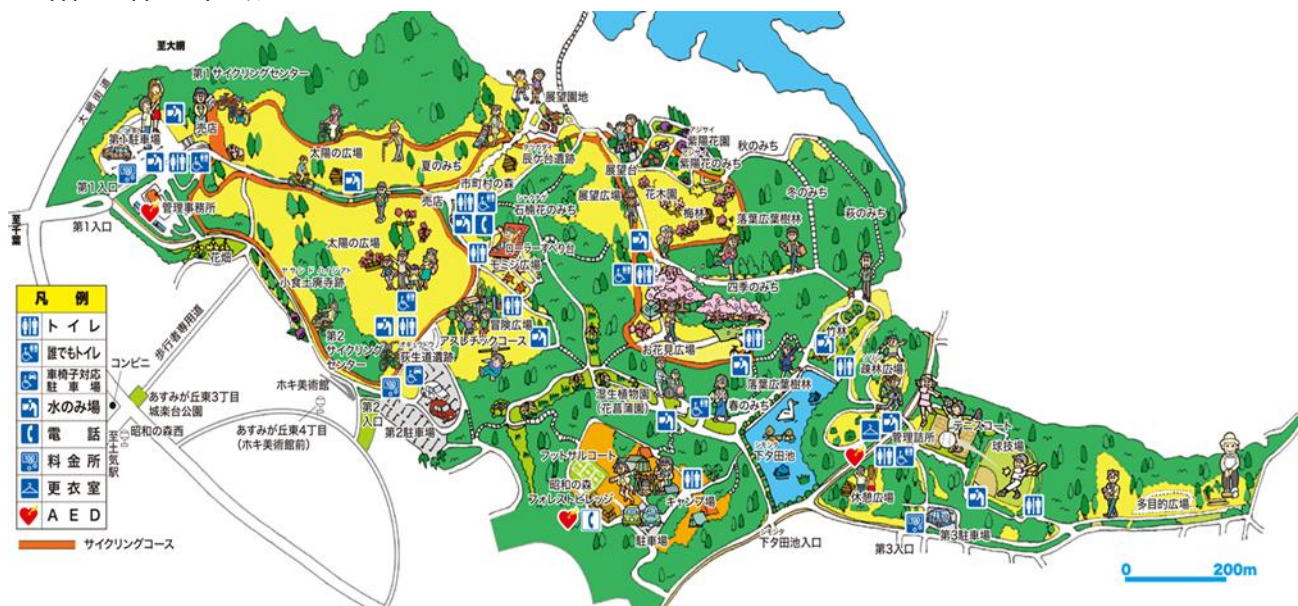 至大網
大網街道
第1サイクリングセンター
展望園地
第1駐車場
売店
太陽の広場
夏のみち
辰ケ台遺跡
展望台
アジサイ
紫陽花園
紫陽花のみち
秋のみち
冬のみち
萩のみち
第1入口
管理事務所
第1入口
至千葉
花畑
市町村の森
売店
石楠花のみち
ローラーすべり台
モミジ広場
展望広場
花木園
梅林
落葉広葉樹林
四季のみち
太陽の広場
小食土廃寺跡
冒険広場
アスレチックコース
お花見広場
竹林
疎林広場
第2
サイクリング
センター
荻生道遺跡
歩行者専用道
コンビニ
あすみが丘東3丁目
城楽台公園
昭和の森西
至土気駅
ホキ美術館
あすみが丘東4丁目
(ホキ美術館前)
第2
入口
第2駐車場
湿生植物園
(花菖蒲園)
落葉広葉樹林
春のみち
下夕田池
管理詰所
テニスコート
球技場
フットサルコート
昭和の森
フォレストビレッジ
キャンプ場
駐車場
休憩広場
多目的広場
シモシタ
下夕田池入口
第3入口
第3駐車場
凡 例
トイレ
誰でもトイレ
車椅子対応
駐車場
水のみ場
電話
料金所
更衣室
AED
サイクリングコース
0 200m